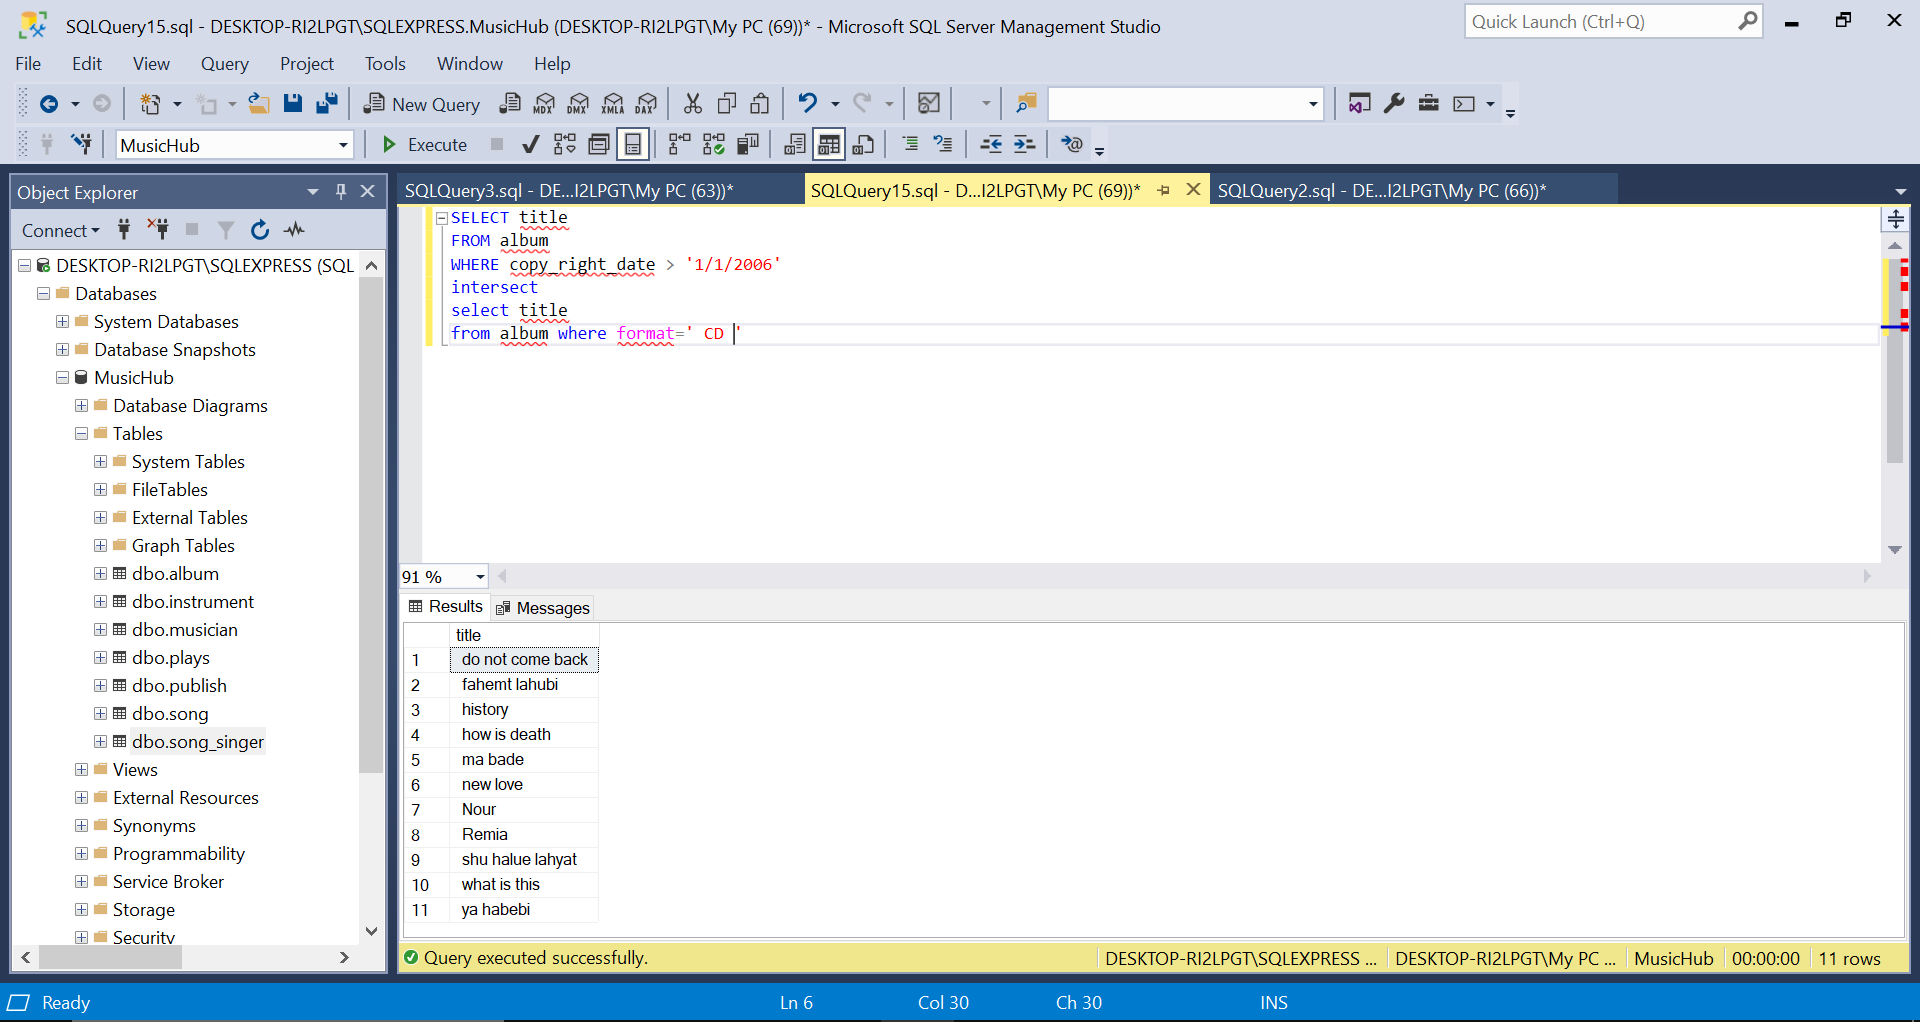 SQLQuery15.sql - DESKTOP-RI2LPGT\SQLEXPRESS.MusicHub (DESKTOP-RI2LPGT\My PC (69))* - Microsoft SQL Server Management Studio
Quick Launch (Ctrl+Q)
File Edit View Query Project Tools Window Help
New Query MDX DMX XMLA DAX
MusicHub Execute
Object Explorer
Connect
DESKTOP-RI2LPGT\SQLEXPRESS (SQL
Databases
System Databases
Database Snapshots
MusicHub
Database Diagrams
Tables
System Tables
FileTables
External Tables
Graph Tables
dbo.album
dbo.instrument
dbo.musician
dbo.plays
dbo.publish
dbo.song
dbo.song_singer
Views
External Resources
Synonyms
Programmability
Service Broker
Storage
Security
SQLQuery3.sql - DE...I2LPGT\My PC (63))* SQLQuery15.sql - D...I2LPGT\My PC (69))* SQLQuery2.sql - DE...I2LPGT\My PC (66))*
SELECT title
FROM album
WHERE copy_right_date > '1/1/2006'
intersect
select title
from album where format=' CD '
91 %
Results Messages
title
1 do not come back
2 fahemt lahubi
3 history
4 how is death
5 ma bade
6 new love
7 Nour
8 Remia
9 shu halue lahyat
10 what is this
11 ya habebi
Query executed successfully. DESKTOP-RI2LPGT\SQLEXPRESS ... DESKTOP-RI2LPGT\My PC ... MusicHub 00:00:00 11 rows
Ready Ln 6 Col 30 Ch 30 INS